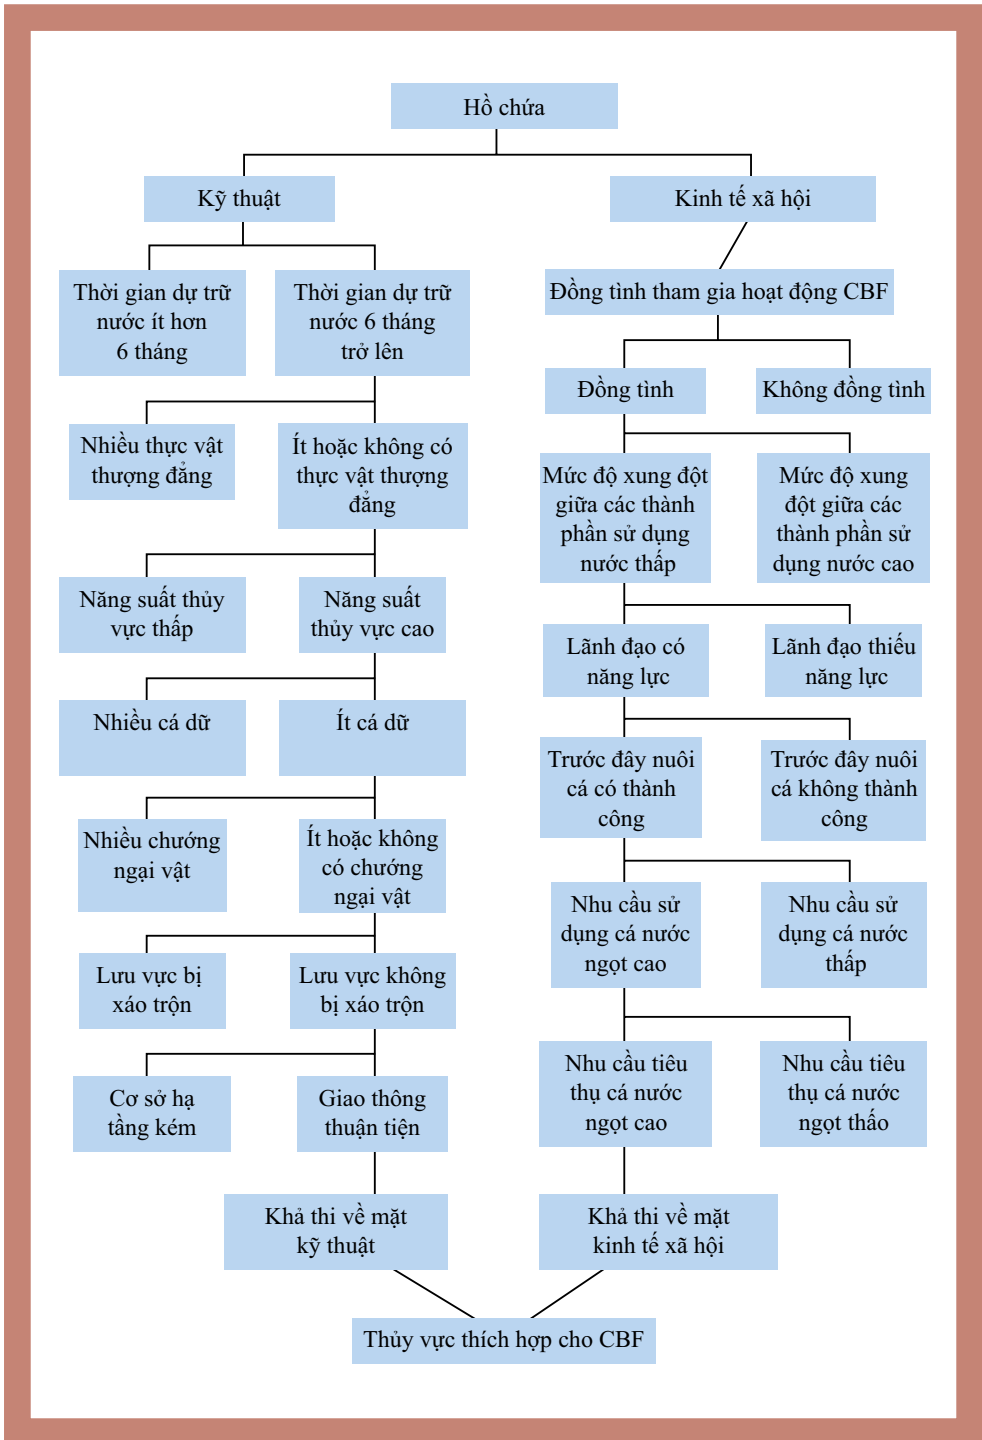 Hồ chứa
Kỹ thuật
Kinh tế xã hội
Thời gian dự trữ
nước ít hơn
6 tháng
Thời gian dự trữ
nước 6 tháng
trở lên
Đồng tình tham gia hoạt động CBF
Đồng tình
Không đồng tình
Nhiều thực vật
thượng đẳng
Ít hoặc không có
thực vật thượng
đẳng
Mức độ xung đột
giữa các thành
phần sử dụng
nước thấp
Mức độ xung
đột giữa các
thành phần sử
dụng nước cao
Năng suất thủy
vực thấp
Năng suất
thủy vực cao
Lãnh đạo có
năng lực
Lãnh đạo thiếu
năng lực
Nhiều cá dữ
Ít cá dữ
Trước đây nuôi
cá có thành
công
Trước đây nuôi
cá không thành
công
Nhiều chướng
ngại vật
Ít hoặc không
có chướng
ngại vật
Nhu cầu sử
dụng cá nước
ngọt cao
Nhu cầu sử
dụng cá nước
thấp
Lưu vực bị
xáo trộn
Lưu vực không
bị xáo trộn
Nhu cầu tiêu
thụ cá nước
ngọt cao
Nhu cầu tiêu
thụ cá nước
ngọt thấo
Cơ sở hạ
tầng kém
Giao thông
thuận tiện
Khả thi về mặt
kỹ thuật
Khả thi về mặt
kinh tế xã hội
Thủy vực thích hợp cho CBF